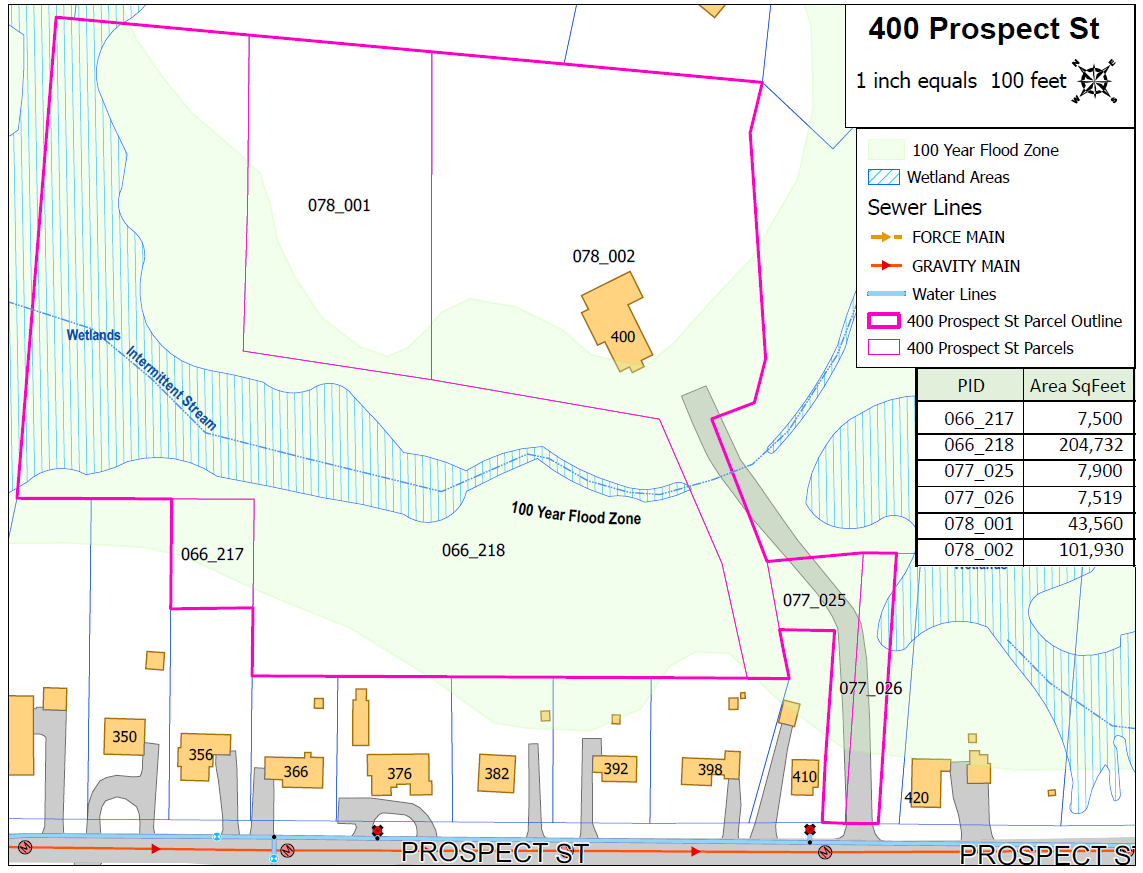 400 Prospect St
1 inch equals 100 feet
N
E
W
S
100 Year Flood Zone
Wetland Areas
Sewer Lines
FORCE MAIN
GRAVITY MAIN
Water Lines
400 Prospect St Parcel Outline
400 Prospect St Parcels
PID Area SqFeet
066_217 7,500
066_218 204,732
077_025 7,900
077_026 7,519
078_001 43,560
078_002 101,930
078_001
078_002
400
Wetlands
Intermittent Stream
100 Year Flood Zone
066_217
066_218
Wetlands
077_025
077_026
350
356
366
376
382
392
398
410
420
M
M
M
PROSPECT ST
PROSPECT ST